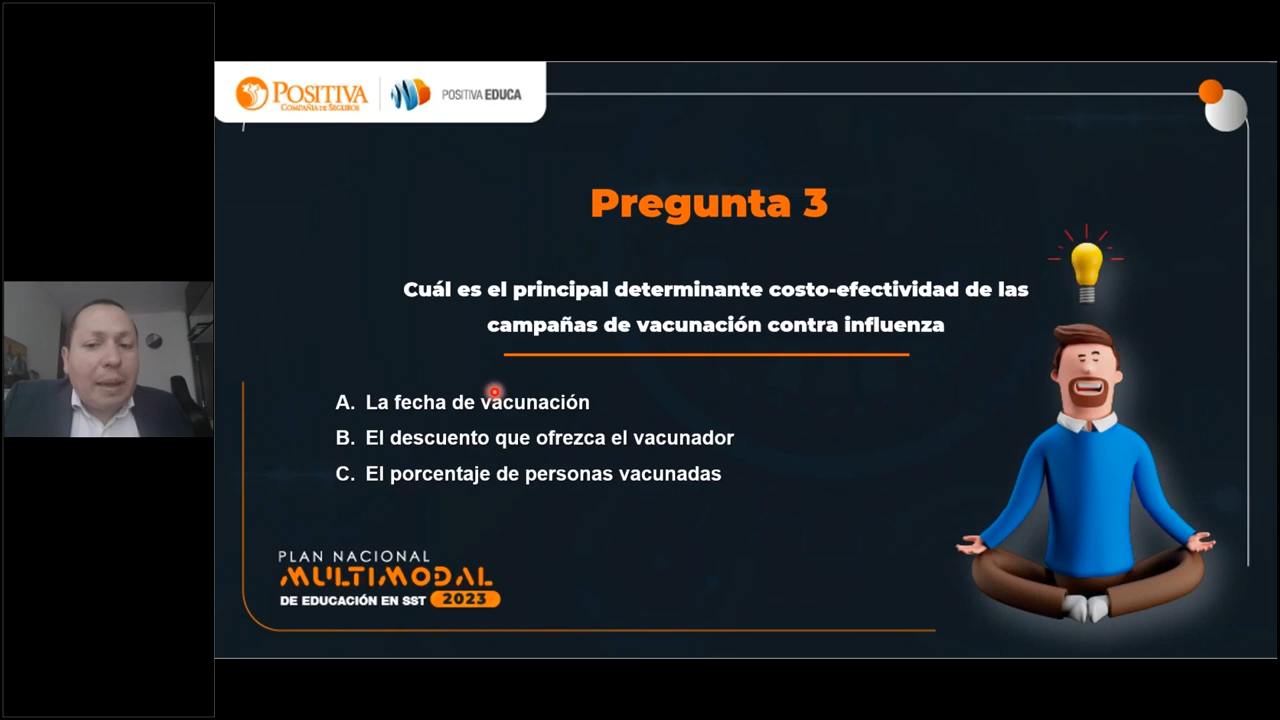 POSITIVA
COMPAÑÍA DE SEGUROS
POSITIVA EDUCA
Pregunta 3
Cuál es el principal determinante costo-efectividad de las
campañas de vacunación contra influenza
A. La fecha de vacunación
B. El descuento que ofrezca el vacunador
C. El porcentaje de personas vacunadas
PLAN NACIONAL
MULTIMODAL
DE EDUCACIÓN EN SST 2023